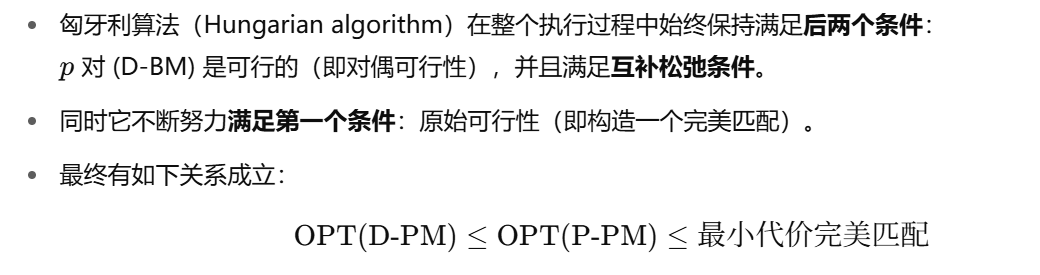 • 匈牙利算法（Hungarian algorithm）在整个执行过程中始终保持满足后两个条件：
p 对 (D-BM) 是可行的（即对偶可行性），并且满足互补松弛条件。
• 同时它不断努力满足第一个条件：原始可行性（即构造一个完美匹配）。
• 最终有如下关系成立：
OPT(D-PM) ≤ OPT(P-PM) ≤ 最小代价完美匹配